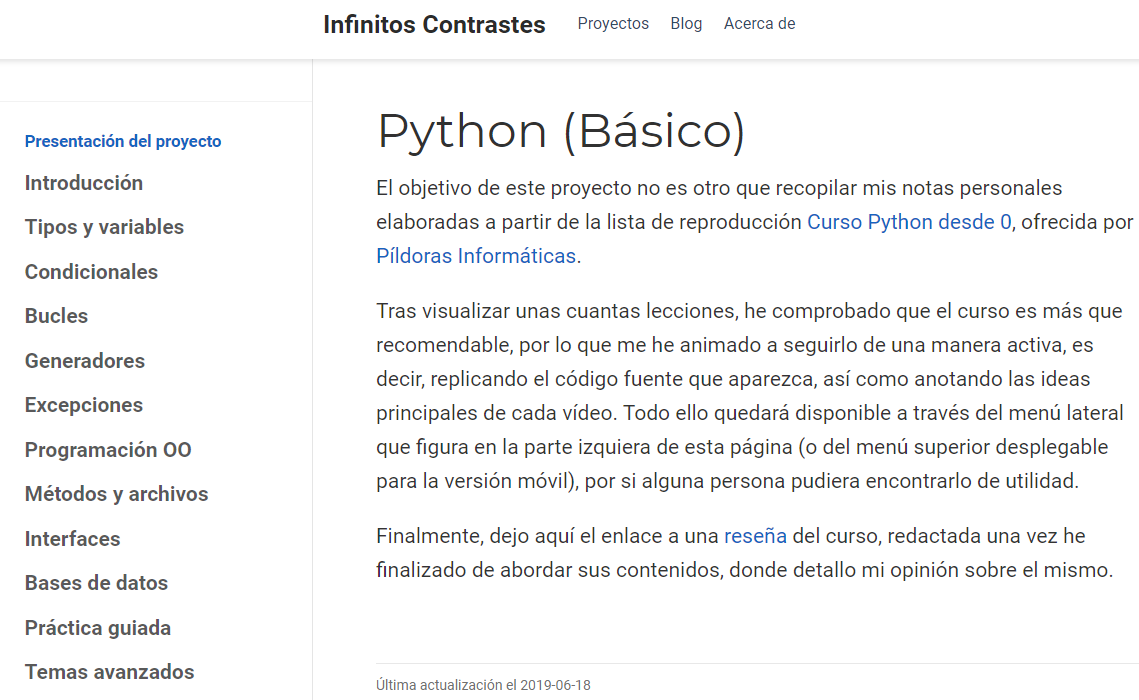 Infinitos Contrastes Proyectos Blog Acerca de
Presentación del proyecto
Introducción
Tipos y variables
Condicionales
Bucles
Generadores
Excepciones
Programación OO
Métodos y archivos
Interfaces
Bases de datos
Práctica guiada
Temas avanzados
Python (Básico)
El objetivo de este proyecto no es otro que recopilar mis notas personales
elaboradas a partir de la lista de reproducción Curso Python desde 0, ofrecida por
Píldoras Informáticas.
Tras visualizar unas cuantas lecciones, he comprobado que el curso es más que
recomendable, por lo que me he animado a seguirlo de una manera activa, es
decir, replicando el código fuente que aparezca, así como anotando las ideas
principales de cada vídeo. Todo ello quedará disponible a través del menú lateral
que figura en la parte izquiera de esta página (o del menú superior desplegable
para la versión móvil), por si alguna persona pudiera encontrarlo de utilidad.
Finalmente, dejo aquí el enlace a una reseña del curso, redactada una vez he
finalizado de abordar sus contenidos, donde detallo mi opinión sobre el mismo.
Última actualización el 2019-06-18